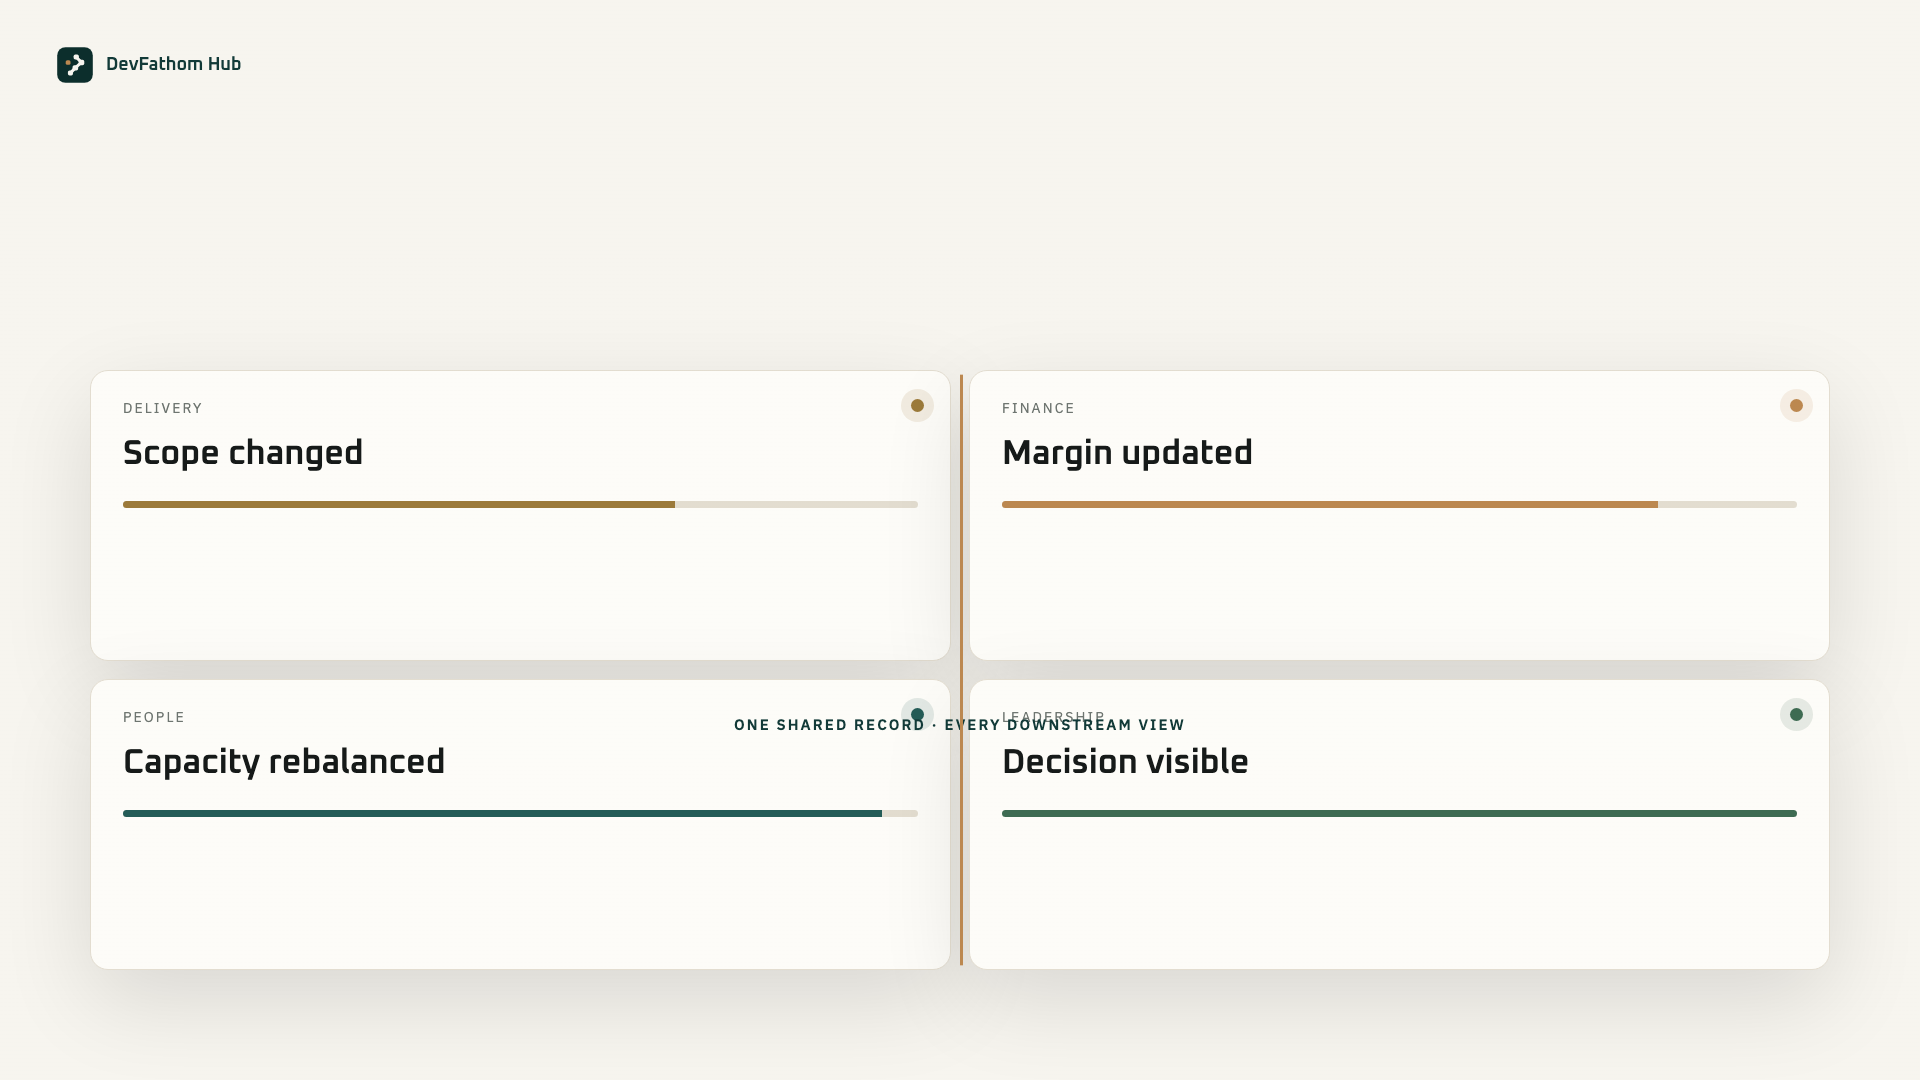 DevFathom Hub
DELIVERY
Scope changed
FINANCE
Margin updated
PEOPLE
Capacity rebalanced
LEADERSHIP
Decision visible
ONE SHARED RECORD · EVERY DOWNSTREAM VIEW